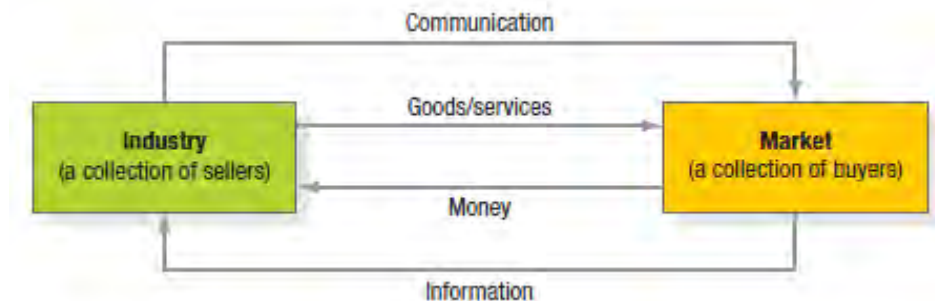 Communication
Goods/services
Industry
(a collection of sellers)
Market
(a collection of buyers)
Money
Information